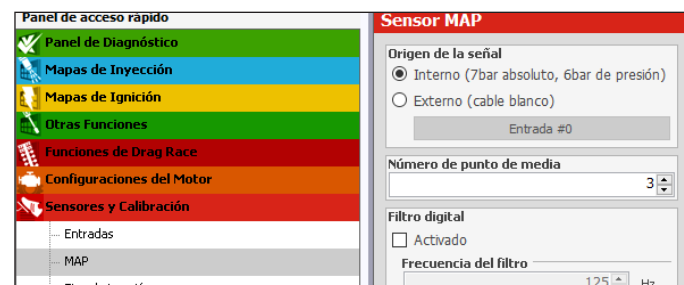 Panel de acceso rápido
Panel de Diagnóstico
Mapas de Inyección
Mapas de Ignición
Otras Funciones
Funciones de Drag Race
Configuraciones del Motor
Sensores y Calibración
Entradas
MAP
Sensor MAP
Origen de la señal
Interno (7bar absoluto, 6bar de presión)
Externo (cable blanco)
Entrada #0
Número de punto de media
3
Filtro digital
Activado
Frecuencia del filtro
125 Hz